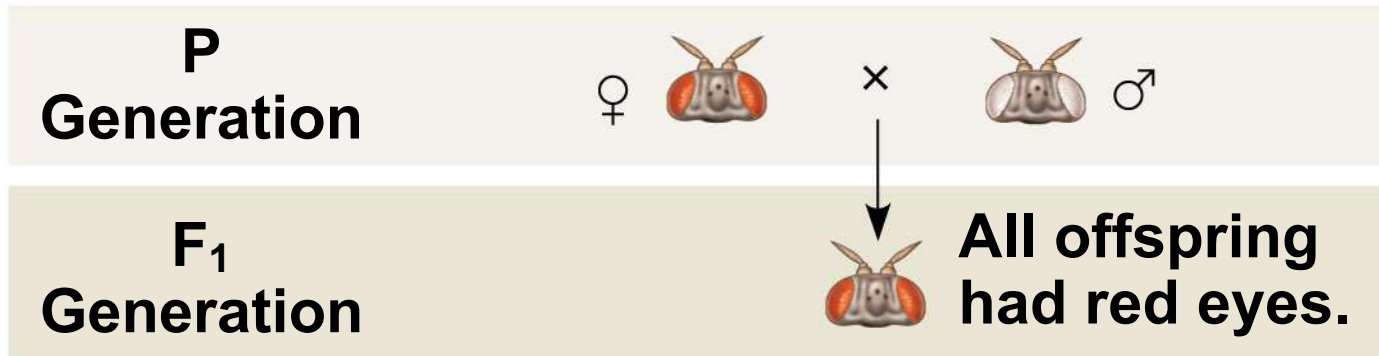 P
Generation
♀ × ♂
F₁
Generation
All offspring
had red eyes.